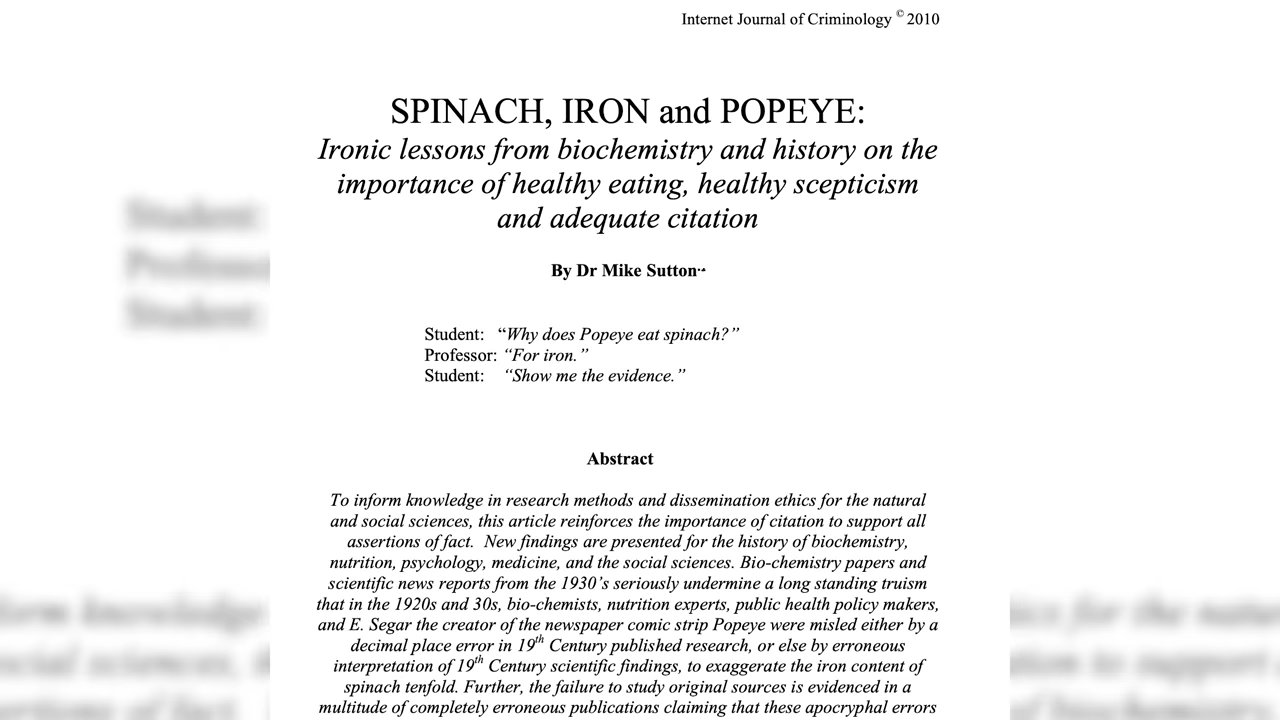 Internet Journal of Criminology © 2010
SPINACH, IRON and POPEYE:
Ironic lessons from biochemistry and history on the
importance of healthy eating, healthy scepticism
and adequate citation
By Dr Mike Sutton
Student: “Why does Popeye eat spinach?”
Professor: “For iron.”
Student: “Show me the evidence.”
Abstract
To inform knowledge in research methods and dissemination ethics for the natural
and social sciences, this article reinforces the importance of citation to support all
assertions of fact. New findings are presented for the history of biochemistry,
nutrition, psychology, medicine, and the social sciences. Bio-chemistry papers and
scientific news reports from the 1930’s seriously undermine a long standing truism
that in the 1920s and 30s, bio-chemists, nutrition experts, public health policy makers,
and E. Segar the creator of the newspaper comic strip Popeye were misled either by a
decimal place error in 19th Century published research, or else by erroneous
interpretation of 19th Century scientific findings, to exaggerate the iron content of
spinach tenfold. Further, the failure to study original sources is evidenced in a
multitude of completely erroneous publications claiming that these apocryphal errors